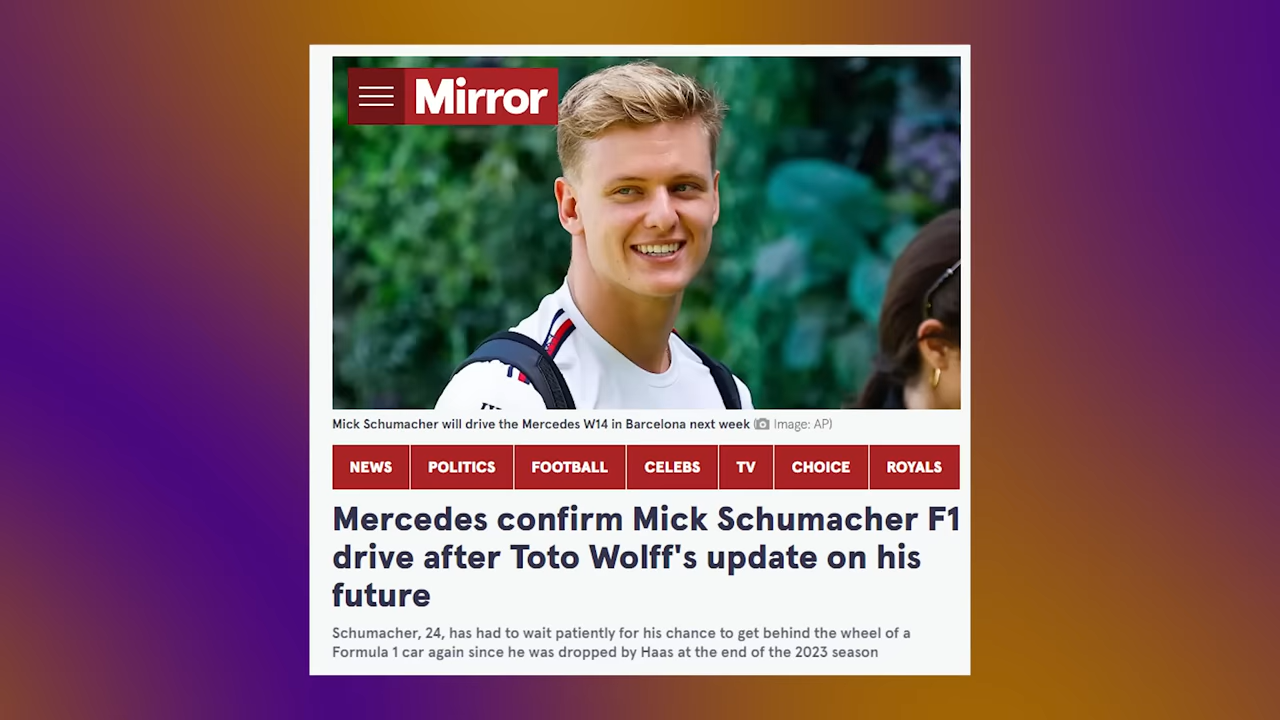 Mirror
Mick Schumacher will drive the Mercedes W14 in Barcelona next week (Image: AP)
NEWS POLITICS FOOTBALL CELEBS TV CHOICE ROYALS
Mercedes confirm Mick Schumacher F1
drive after Toto Wolff's update on his
future
Schumacher, 24, has had to wait patiently for his chance to get behind the wheel of a
Formula 1 car again since he was dropped by Haas at the end of the 2023 season